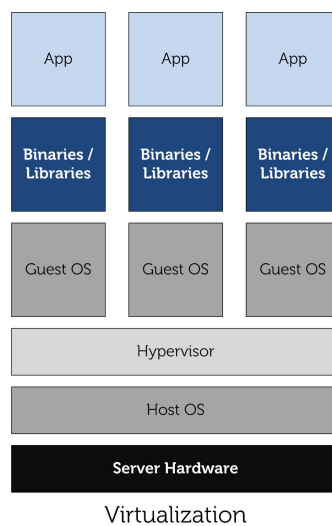 App
App
App
Binaries /
Libraries
Binaries /
Libraries
Binaries /
Libraries
Guest OS
Guest OS
Guest OS
Hypervisor
Host OS
Server Hardware
Virtualization